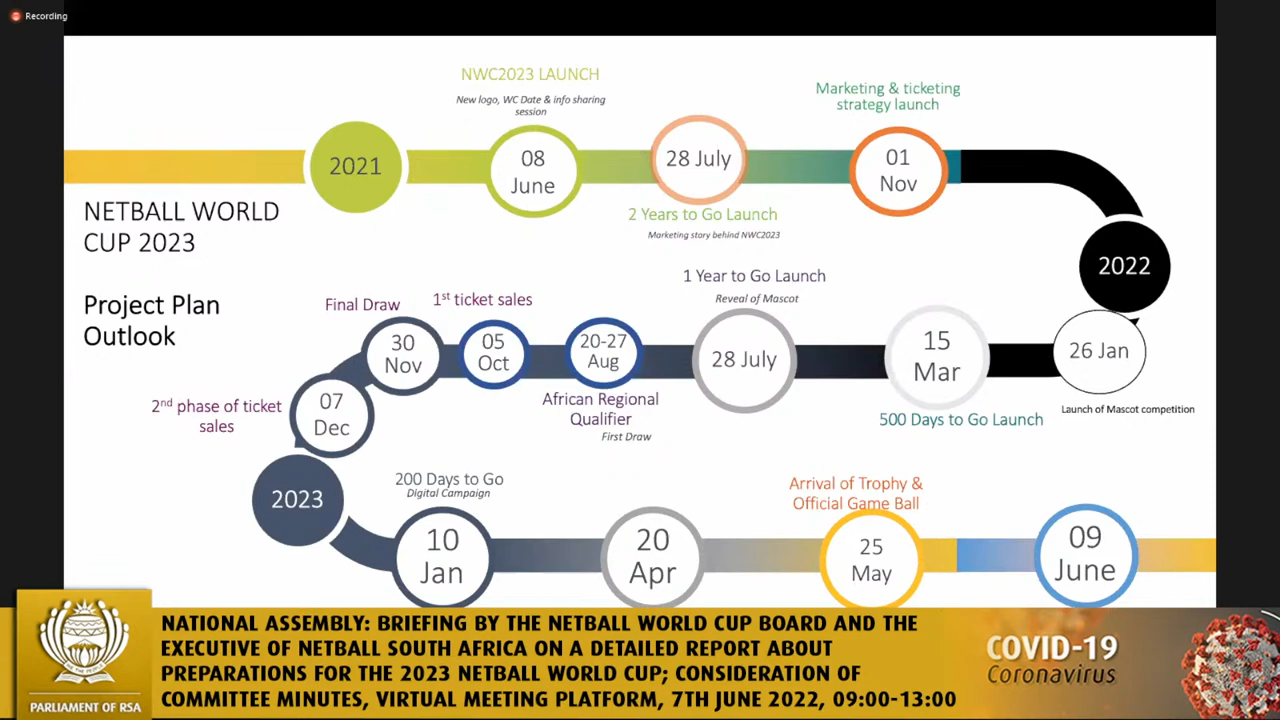 Recording
NWC2023 LAUNCH
New logo, WC Date & info sharing
session
Marketing & ticketing
strategy launch
2021
08
June
28 July
01
Nov
2 Years to Go Launch
Marketing story behind NWC2023
NETBALL WORLD
CUP 2023
Project Plan
Outlook
2022
26 Jan
Launch of Mascot competition
15
Mar
500 Days to Go Launch
1 Year to Go Launch
Reveal of Mascot
28 July
20-27
Aug
African Regional
Qualifier
First Draw
1st ticket sales
05
Oct
Final Draw
30
Nov
2nd phase of ticket
sales
07
Dec
2023
200 Days to Go
Digital Campaign
10
Jan
20
Apr
Arrival of Trophy &
Official Game Ball
25
May
09
June
NATIONAL ASSEMBLY: BRIEFING BY THE NETBALL WORLD CUP BOARD AND THE
EXECUTIVE OF NETBALL SOUTH AFRICA ON A DETAILED REPORT ABOUT
PREPARATIONS FOR THE 2023 NETBALL WORLD CUP; CONSIDERATION OF
COMMITTEE MINUTES, VIRTUAL MEETING PLATFORM, 7TH JUNE 2022, 09:00-13:00
PARLIAMENT OF RSA
COVID-19
Coronavirus